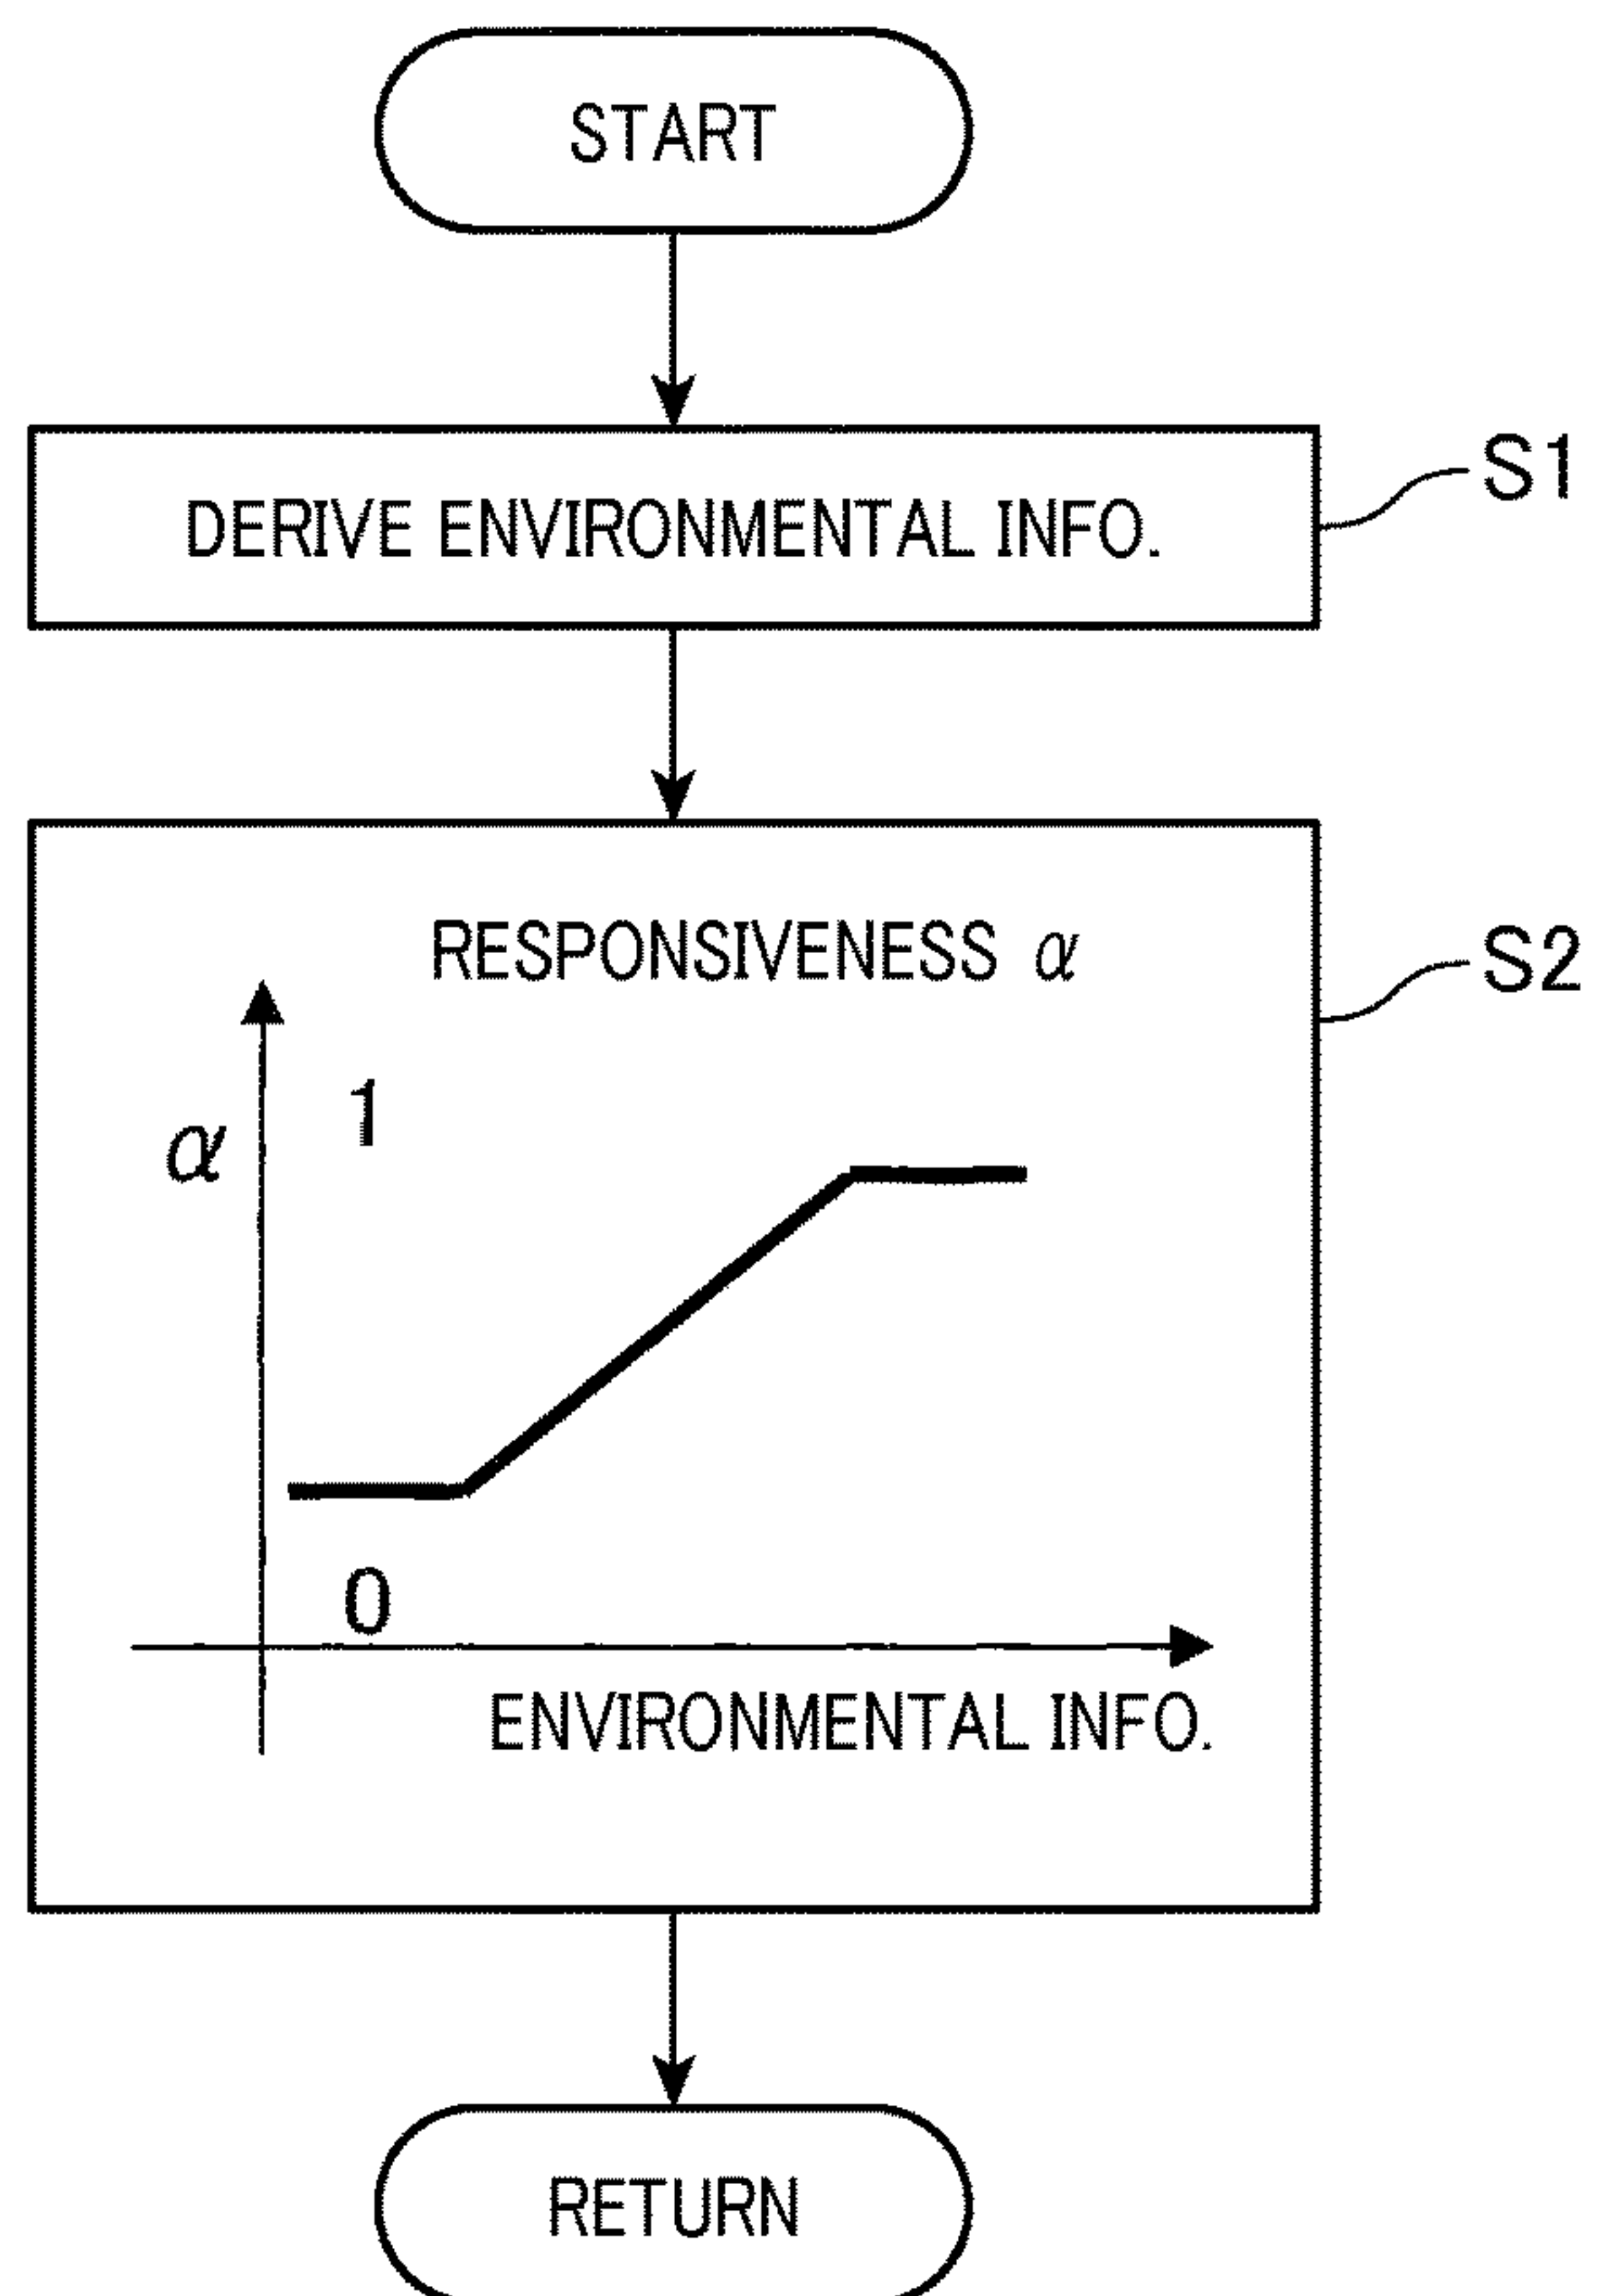 START
DERIVE ENVIRONMENTAL INFO.
S1
RESPONSIVENESS α
S2
1
α
0
ENVIRONMENTAL INFO.
RETURN